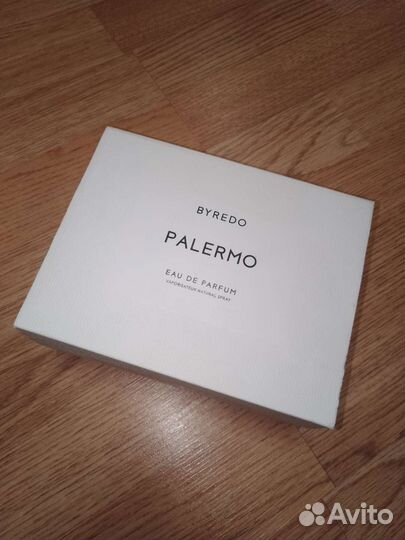 BYREDO
PALERMO
EAU DE PARFUM
VAPORISATEUR NATURAL SPRAY
Avito